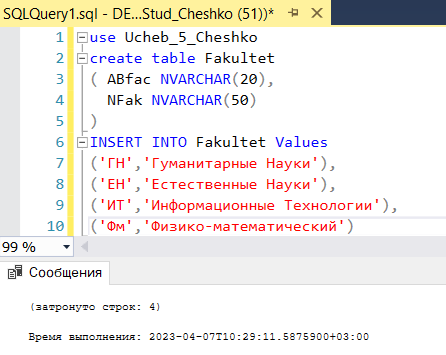 SQLQuery1.sql - DE...Stud_Cheshko (51))*
1 use Ucheb_5_Cheshko
2 create table Fakultet
3 ( ABfac NVARCHAR(20),
4 NFak NVARCHAR(50)
5 )
6 INSERT INTO Fakultet Values
7 ('ГН','Гуманитарные Науки'),
8 ('ЕН','Естественные Науки'),
9 ('ИТ','Информационные Технологии'),
10 ('Фм','Физико-математический')
99 %
Сообщения
(затронуто строк: 4)
Время выполнения: 2023-04-07T10:29:11.5875900+03:00